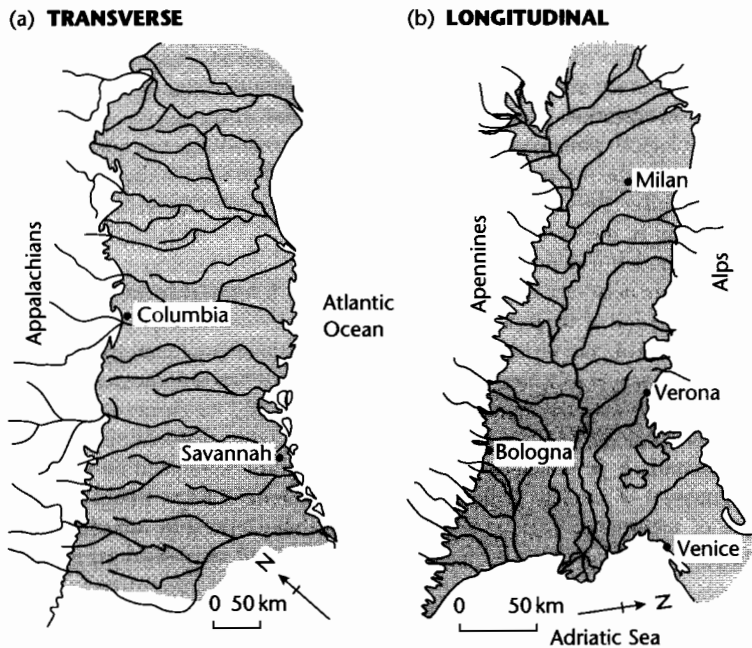 (a) TRANSVERSE
Appalachians
Columbia
Atlantic
Ocean
Savannah
N
0 50 km
(b) LONGITUDINAL
Milan
Apennines
Alps
Verona
Bologna
Venice
0 50 km
N
Adriatic Sea